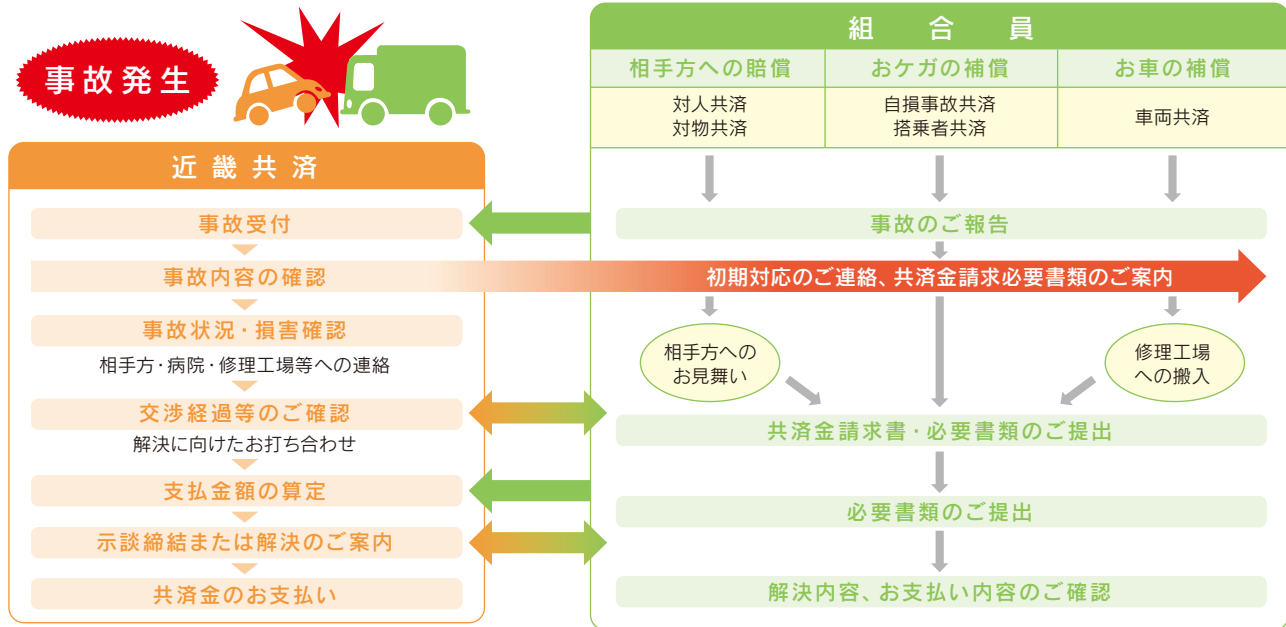 事故発生
近畿共済
事故受付
事故内容の確認
事故状況・損害確認
相手方・病院・修理工場等への連絡
交渉経過等のご確認
解決に向けたお打ち合わせ
支払金額の算定
示談締結または解決のご案内
共済金のお支払い
組合員
相手方への賠償
おケガの補償
お車の補償
対人共済
対物共済
自損事故共済
搭乗者共済
車両共済
事故のご報告
初期対応のご連絡、共済金請求必要書類のご案内
相手方への
お見舞い
修理工場
への搬入
共済金請求書・必要書類のご提出
必要書類のご提出
解決内容、お支払い内容のご確認